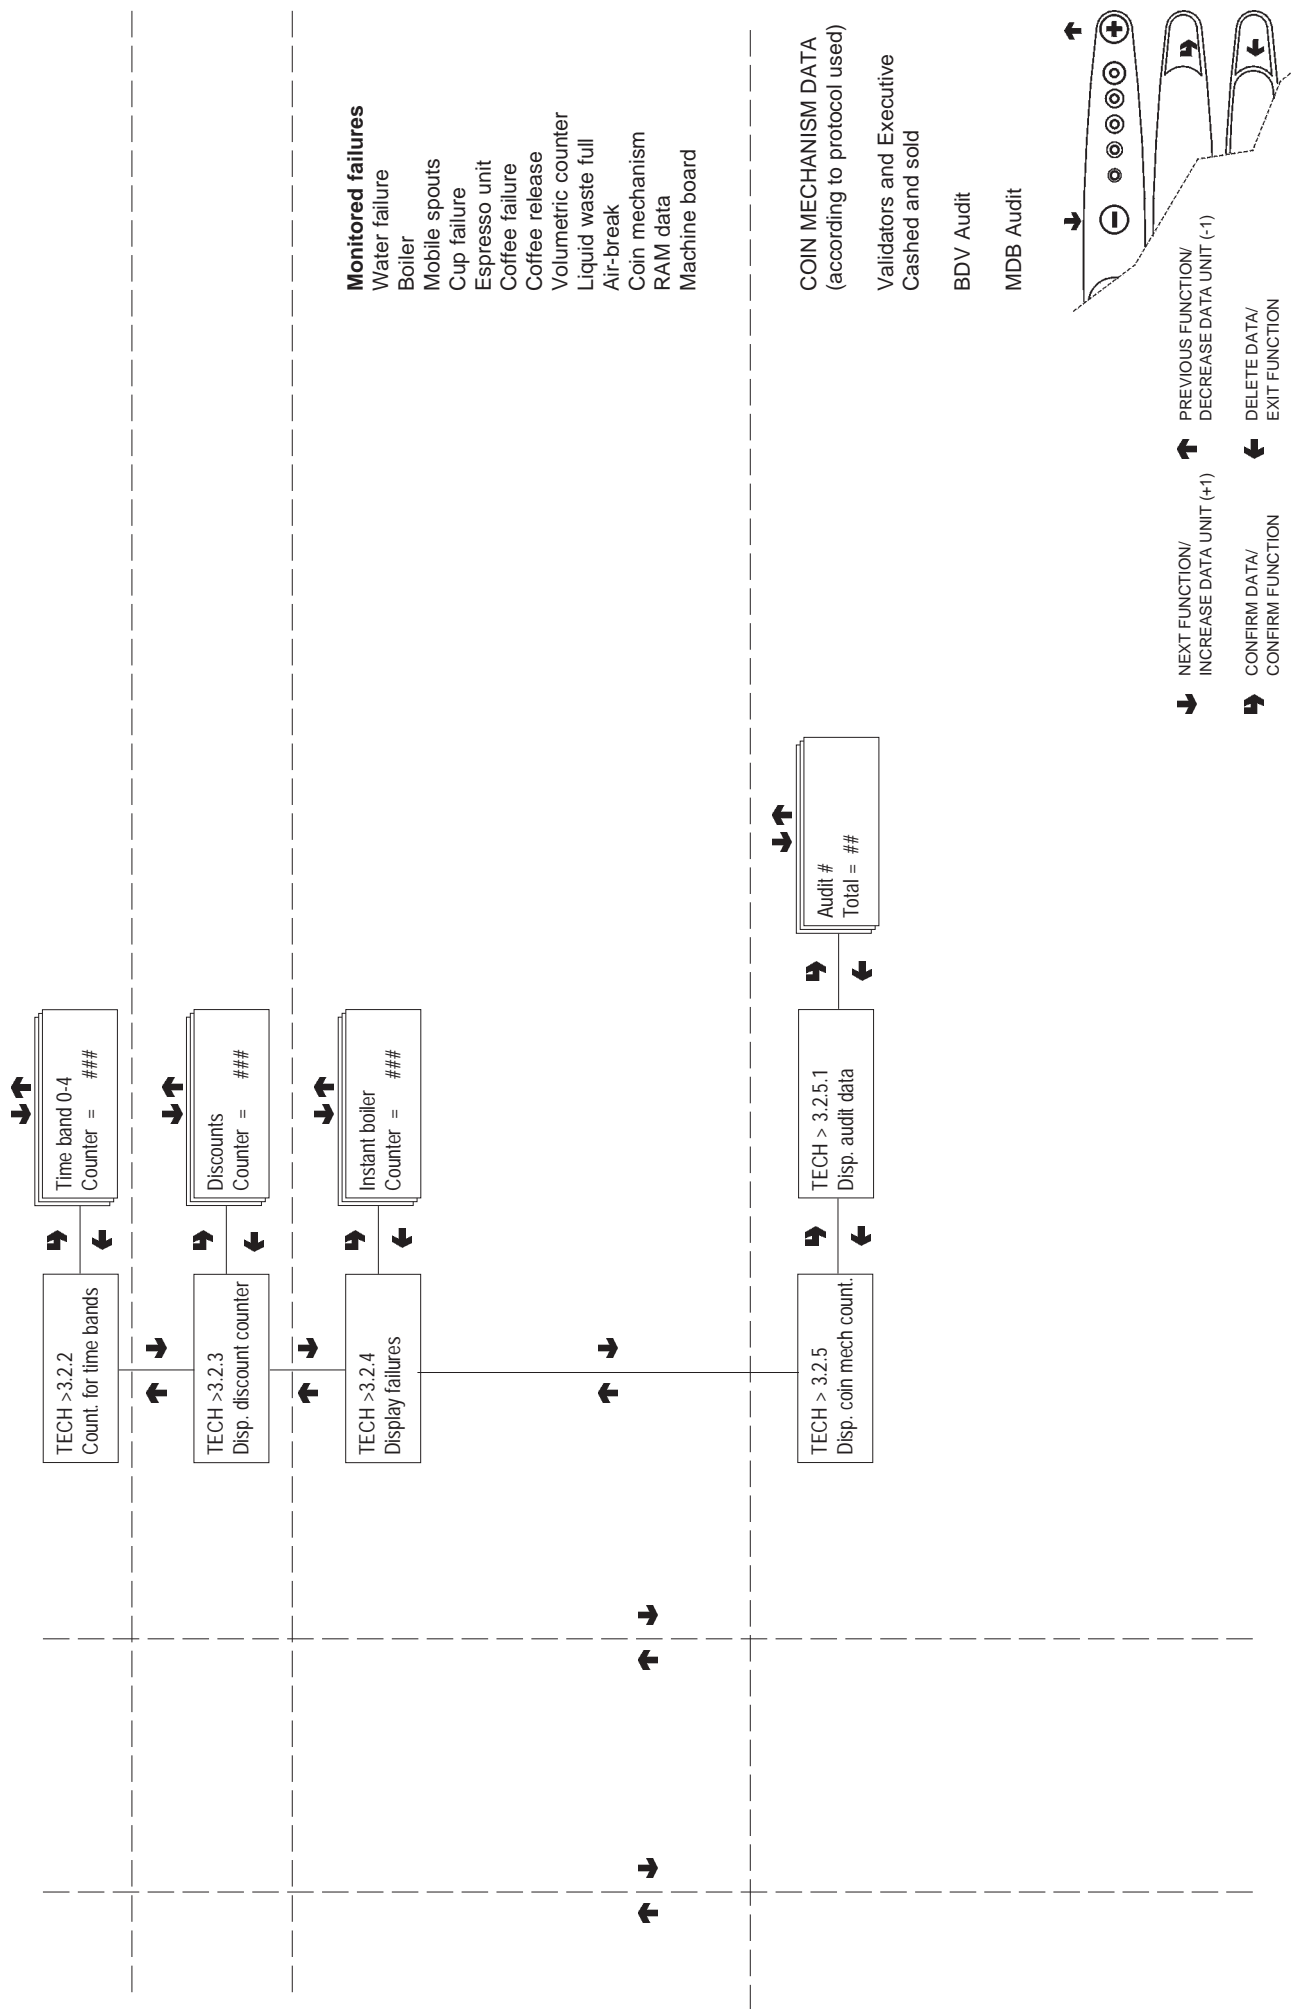 TECH >3.2.2
Count. for time bands
Time band 0-4
Counter = ###
TECH >3.2.3
Disp. discount counter
Discounts
Counter = ###
TECH >3.2.4
Display failures
Instant boiler
Counter = ###
Monitored failures
Water failure
Boiler
Mobile spouts
Cup failure
Espresso unit
Coffee failure
Coffee release
Volumetric counter
Liquid waste full
Air-break
Coin mechanism
RAM data
Machine board
TECH > 3.2.5
Disp. coin mech count.
TECH > 3.2.5.1
Disp. audit data
Audit #
Total = ##
COIN MECHANISM DATA
(according to protocol used)
Validators and Executive
Cashed and sold
BDV Audit
MDB Audit
NEXT FUNCTION/
INCREASE DATA UNIT (+1)
PREVIOUS FUNCTION/
DECREASE DATA UNIT (-1)
CONFIRM DATA/
CONFIRM FUNCTION
DELETE DATA/
EXIT FUNCTION